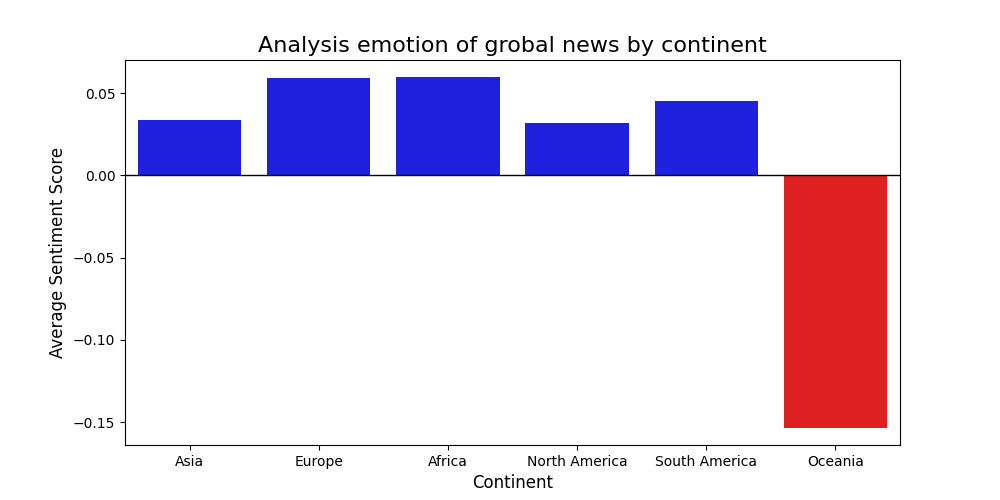 Analysis emotion of grobal news by continent
0.05
0.00
−0.05
−0.10
−0.15
Average Sentiment Score
Asia Europe Africa North America South America Oceania
Continent